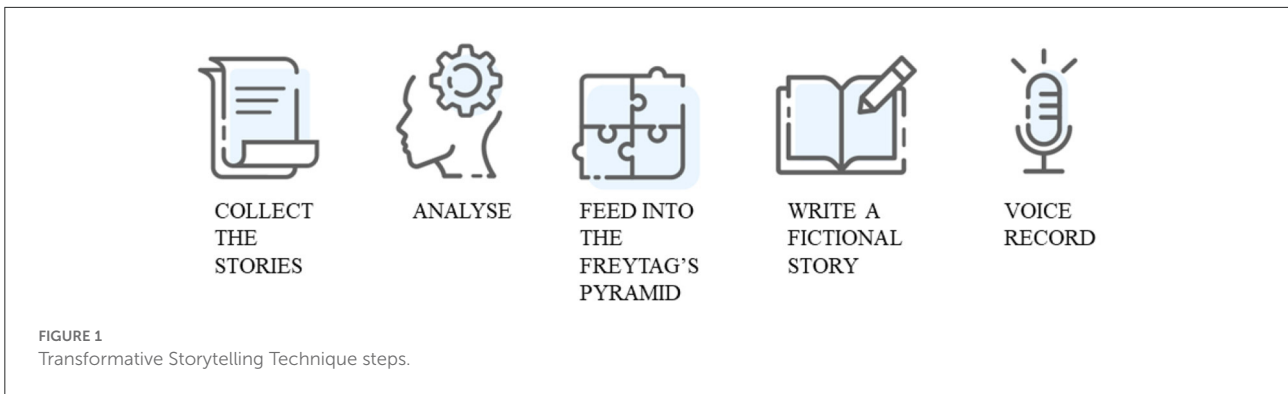 COLLECT
THE
STORIES
ANALYSE
FEED INTO
THE
FREYTAG'S
PYRAMID
WRITE A
FICTIONAL
STORY
VOICE
RECORD
FIGURE 1
Transformative Storytelling Technique steps.